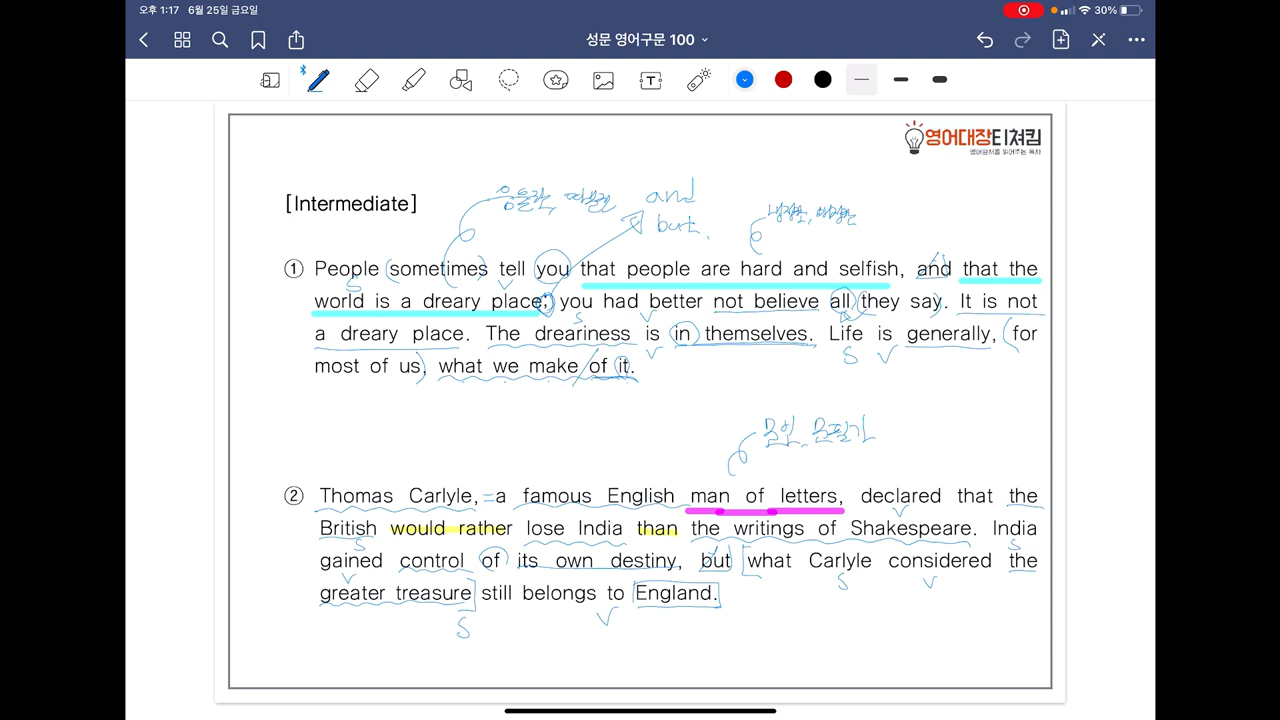 오후 1:17 6월 25일 금요일
30%
성문 영어구문 100
영어대장티쳐킴
[Intermediate]
음울한, 따분한
and
but.
냉정한, 매정한
① People (sometimes) tell you that people are hard and selfish, and that the
S V
world is a dreary place; you had better not believe all (they say). It is not
S V
a dreary place. The dreariness is in themselves. Life is generally, (for
V S V
most of us), what we make / of it.
문인, 문필가
② Thomas Carlyle, = a famous English man of letters, declared that the
V
British would rather lose India than the writings of Shakespeare. India
S S
gained control of its own destiny, but [what Carlyle considered the
V S V
greater treasure] still belongs to England.
S V